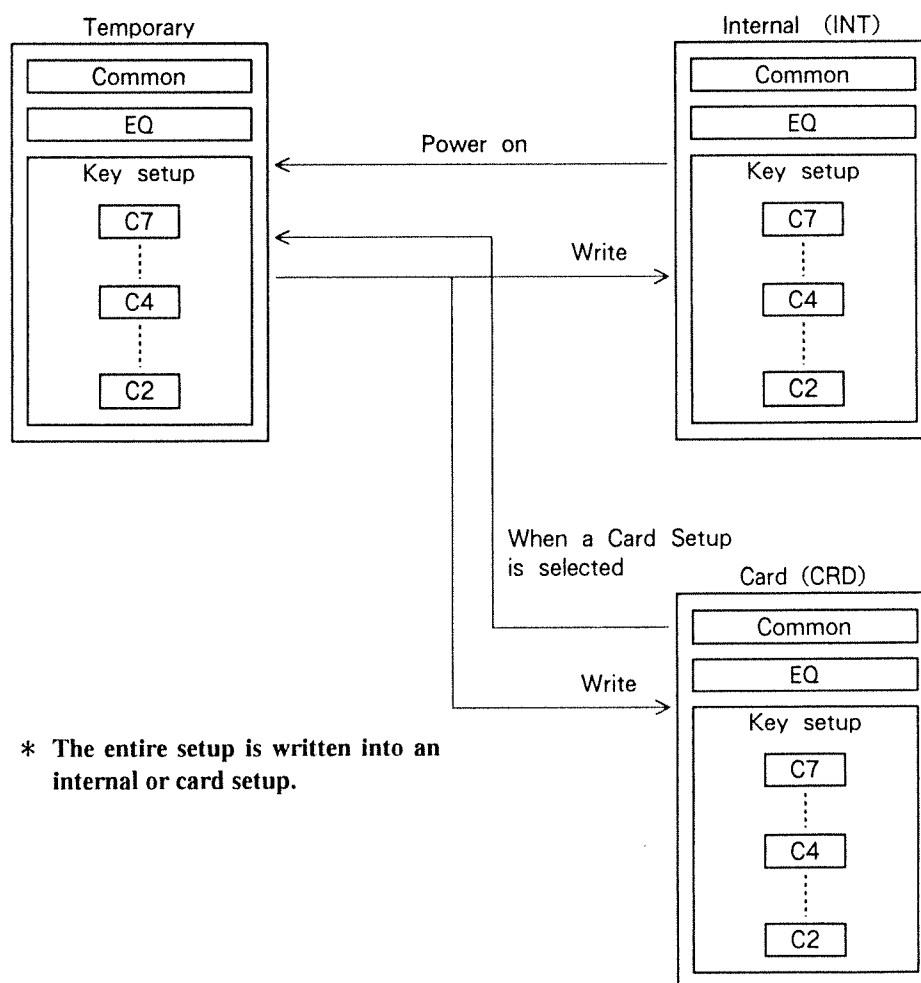 Temporary
Common
EQ
Key setup
C7
C4
C2
Internal (INT)
Common
EQ
Key setup
C7
C4
C2
Power on
Write
When a Card Setup
is selected
Write
Card (CRD)
Common
EQ
Key setup
C7
C4
C2
* The entire setup is written into an
internal or card setup.